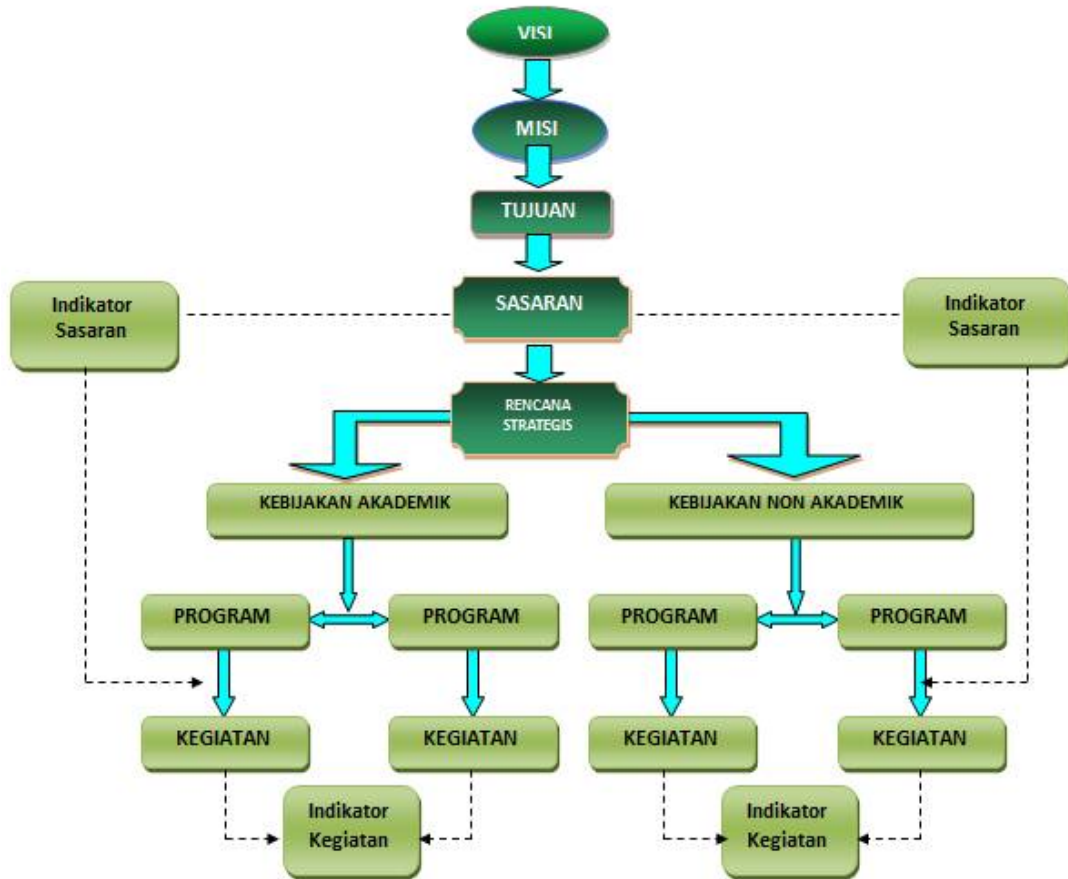 VISI
MISI
TUJUAN
Indikator
Sasaran
SASARAN
Indikator
Sasaran
RENCANA
STRATEGIS
KEBIJAKAN AKADEMIK
KEBIJAKAN NON AKADEMIK
PROGRAM
PROGRAM
PROGRAM
PROGRAM
KEGIATAN
KEGIATAN
KEGIATAN
KEGIATAN
Indikator
Kegiatan
Indikator
Kegiatan